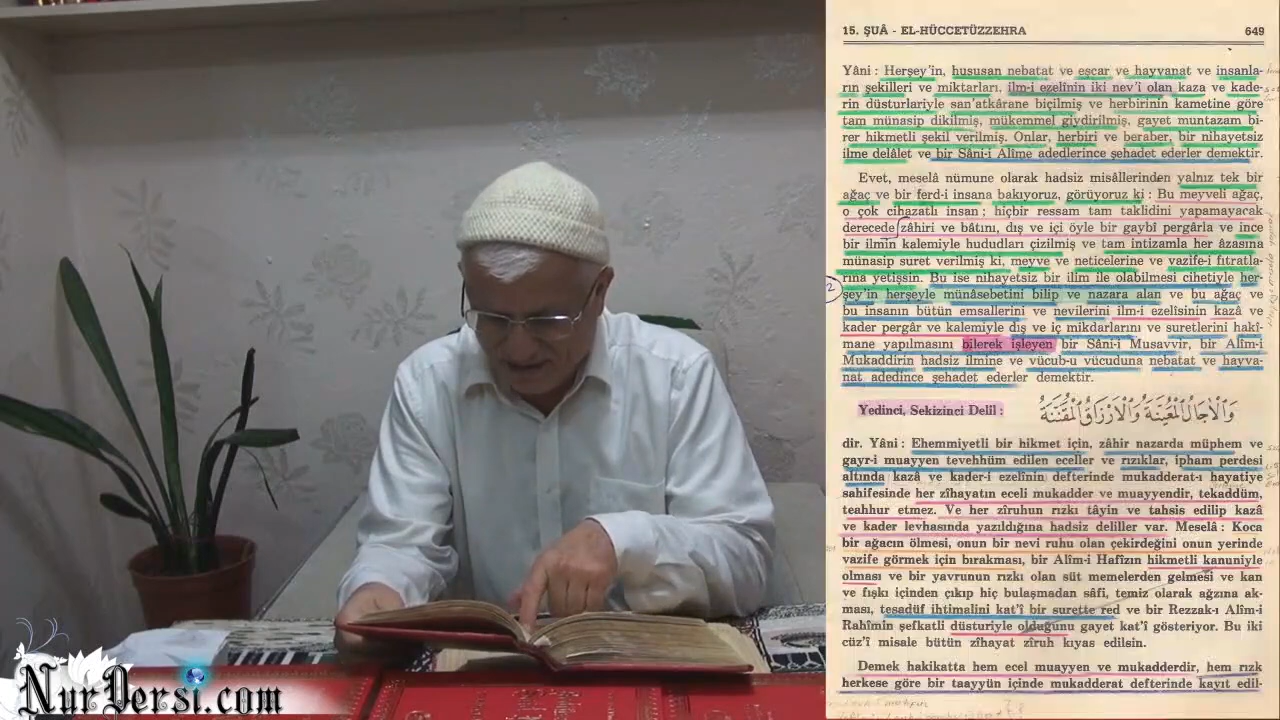 15. ŞUÂ - EL-HÜCCETÜZZEHRA 649
Yâni : Herşey'in, hususan nebatat ve eşcar ve hayvanat ve insanla-
rın şekilleri ve miktarları, ilm-i ezelînin iki nev'i olan kaza ve kade-
rin düsturlariyle san'atkârane biçilmiş ve herbirinin kametine göre
tam münasip dikilmiş, mükemmel giydirilmiş, gayet muntazam bi-
rer hikmetli şekil verilmiş. Onlar, herbiri ve beraber, bir nihayetsiz
ilme delâlet ve bir Sâni-i Alîme adedlerince şehadet ederler demektir.
Evet, meselâ nümune olarak hadsiz misâllerinden yalnız tek bir
ağaç ve bir ferd-i insana bakıyoruz, görüyoruz ki : Bu meyveli ağaç,
o çok cihazatlı insan ; hiçbir ressam tam taklidini yapamayacak
derecede zâhiri ve bâtını, dış ve içi öyle bir gaybî pergârla ve ince
bir ilmin kalemiyle hududları çizilmiş ve tam intizamla her âzasına
münasip suret verilmiş ki, meyve ve neticelerine ve vazife-i fıtratla-
rına yetişsin. Bu ise nihayetsiz bir ilim ile olabilmesi cihetiyle her-
şey'in herşeyle münâsebetini bilip ve nazara alan ve bu ağaç ve
bu insanın bütün emsallerini ve nevilerini ilm-i ezelîsinin kazâ ve
kader pergâr ve kalemiyle dış ve iç mikdarlarını ve suretlerini hakî-
mane yapılmasını bilerek işleyen bir Sâni-i Musavvir, bir Alîm-i
Mukaddirin hadsiz ilmine ve vücub-u vücuduna nebatat ve hayva-
nat adedince şehadet ederler demektir.
Yedinci, Sekizinci Delil : وَالْاٰجَالُ الْمُعَيَّنَةُ وَالْاَرْزَاقُ الْمُقَنَّنَةُ
dir. Yâni : Ehemmiyetli bir hikmet için, zâhir nazarda müphem ve
gayr-i muayyen tevehhüm edilen eceller ve rızıklar, ipham perdesi
altında kazâ ve kader-i ezelînin defterinde mukadderat-ı hayatiye
sahifesinde her zîhayatın eceli mukadder ve muayyendir, tekaddüm,
teahhur etmez. Ve her zîruhun rızkı tâyin ve tahsis edilip kazâ
ve kader levhasında yazıldığına hadsiz deliller var. Meselâ : Koca
bir ağacın ölmesi, onun bir nevi ruhu olan çekirdeğini onun yerinde
vazife görmek için bırakması, bir Alîm-i Hafîzın hikmetli kanuniyle
olması ve bir yavrunun rızkı olan süt memelerden gelmesi ve kan
ve fışkı içinden çıkıp hiç bulaşmadan sâfi, temiz olarak ağzına ak-
ması, tesadüf ihtimalini kat'î bir surette red ve bir Rezzak-ı Alîm-i
Rahîmin şefkatli düsturiyle olduğunu gayet kat'î gösteriyor. Bu iki
cüz'î misale bütün zîhayat zîruh kıyas edilsin.
Demek hakikatta hem ecel muayyen ve mukadderdir, hem rızk
herkese göre bir taayyün içinde mukadderat defterinde kayıt edil-
NurDersi.com